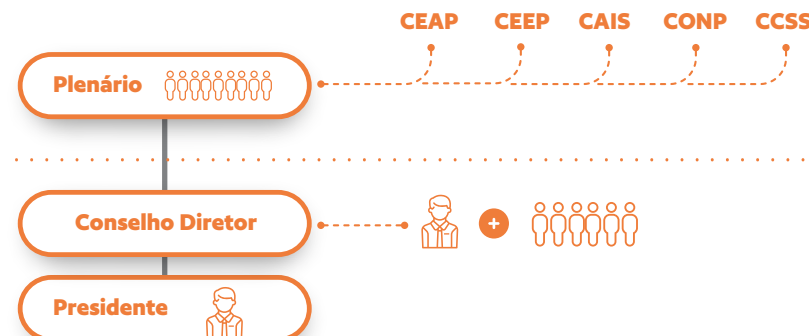 CEAP CEEP CAIS CONP CCSS
Plenário
Conselho Diretor
+
Presidente